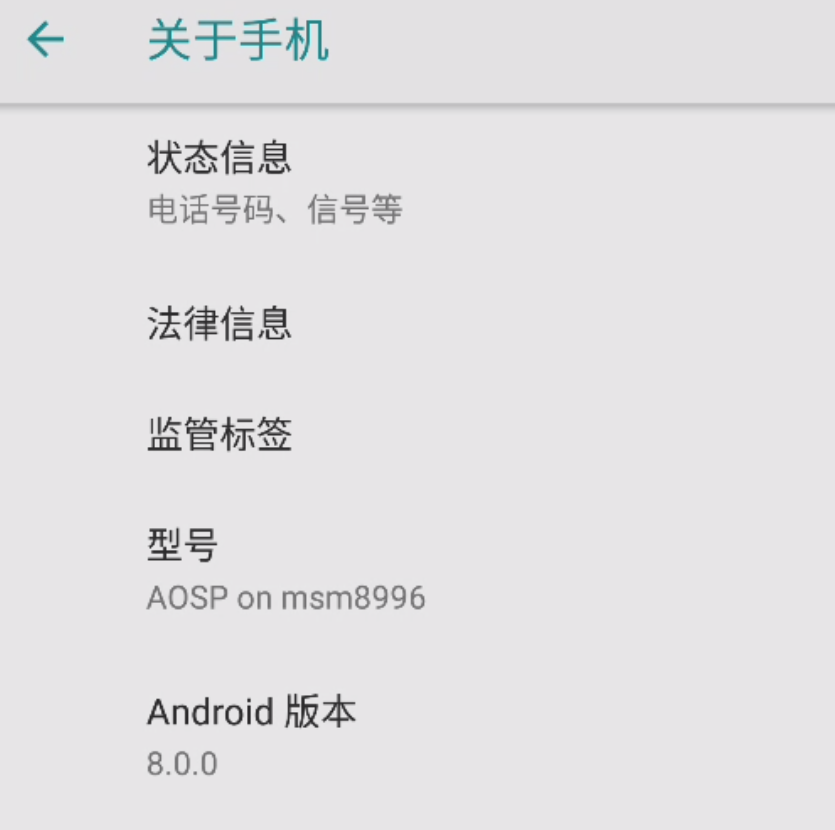 关于手机
状态信息
电话号码、信号等
法律信息
监管标签
型号
AOSP on msm8996
Android 版本
8.0.0